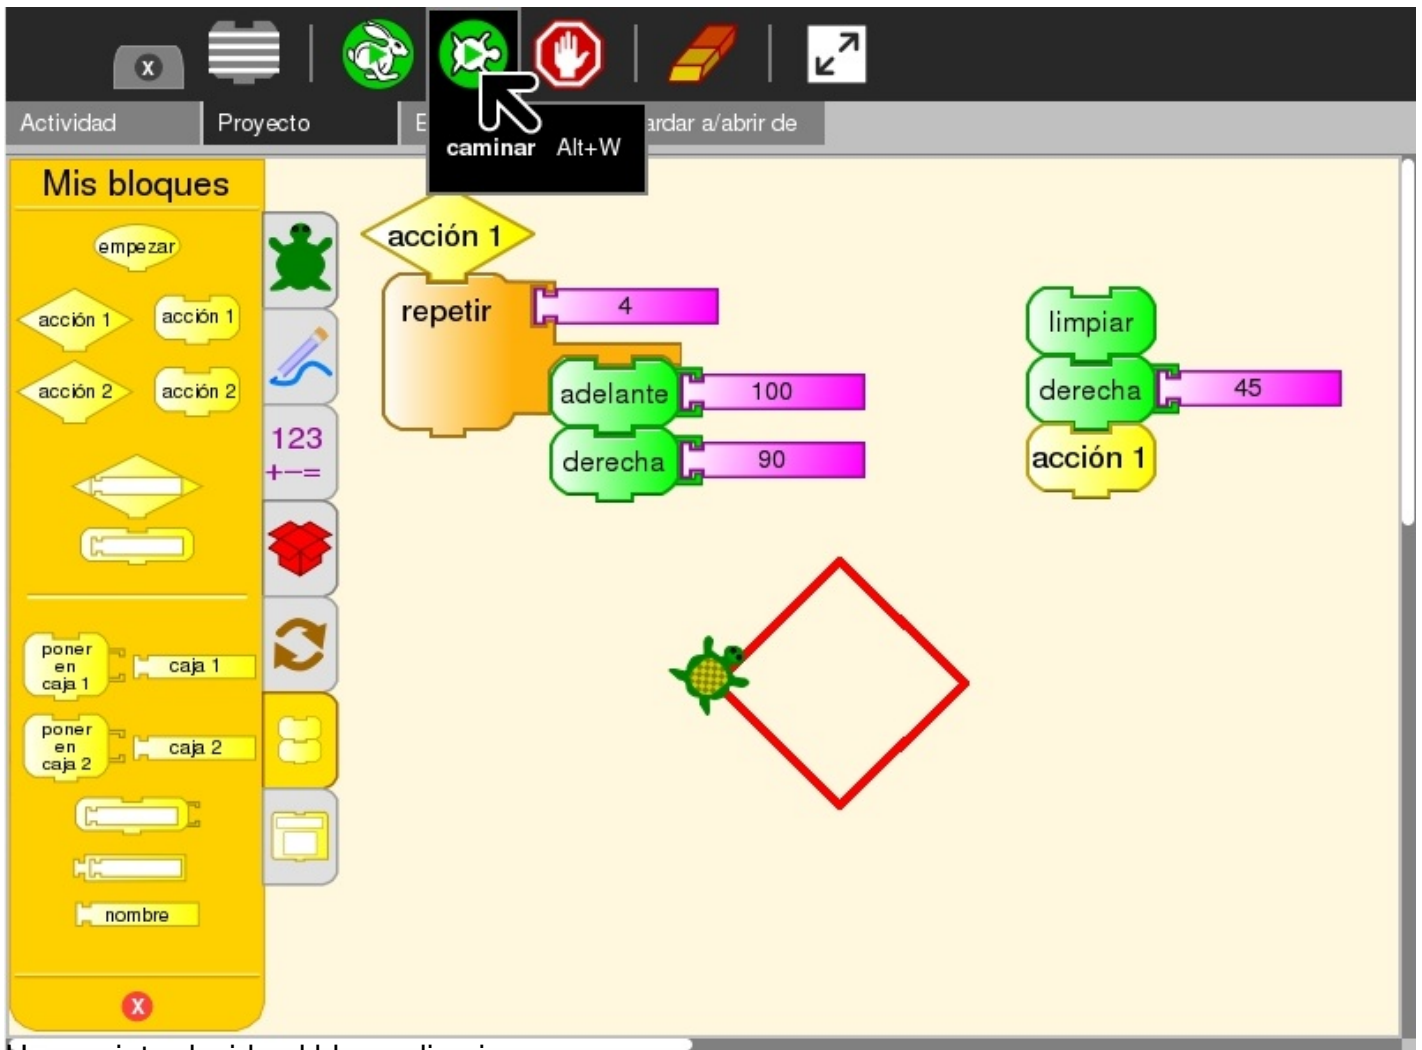 X
Actividad
Proyecto
E
ardar a/abrir de
caminar Alt+W
Mis bloques
empezar
acción 1
acción 1
acción 2
acción 2
poner
en
caja 1
caja 1
poner
en
caja 2
caja 2
nombre
X
123
+−=
acción 1
repetir
4
adelante
100
derecha
90
limpiar
derecha
45
acción 1